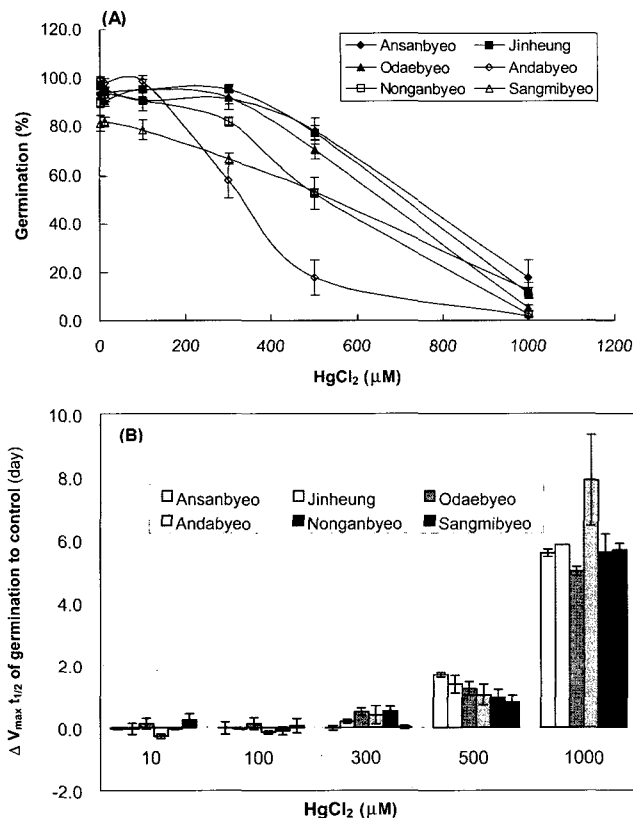 (A)
Ansanbyeo
Jinheung
Odaebyeo
Andabyeo
Nonganbyeo
Sangmibyeo
120.0
100.0
80.0
60.0
40.0
20.0
0.0
Germination (%)
0 200 400 600 800 1000 1200
HgCl₂ (µM)
(B)
Ansanbyeo Jinheung Odaebyeo
Andabyeo Nonganbyeo Sangmibyeo
10.0
8.0
6.0
4.0
2.0
0.0
-2.0
Δ Vmax t1/2 of germination to control (day)
10 100 300 500 1000
HgCl₂ (µM)